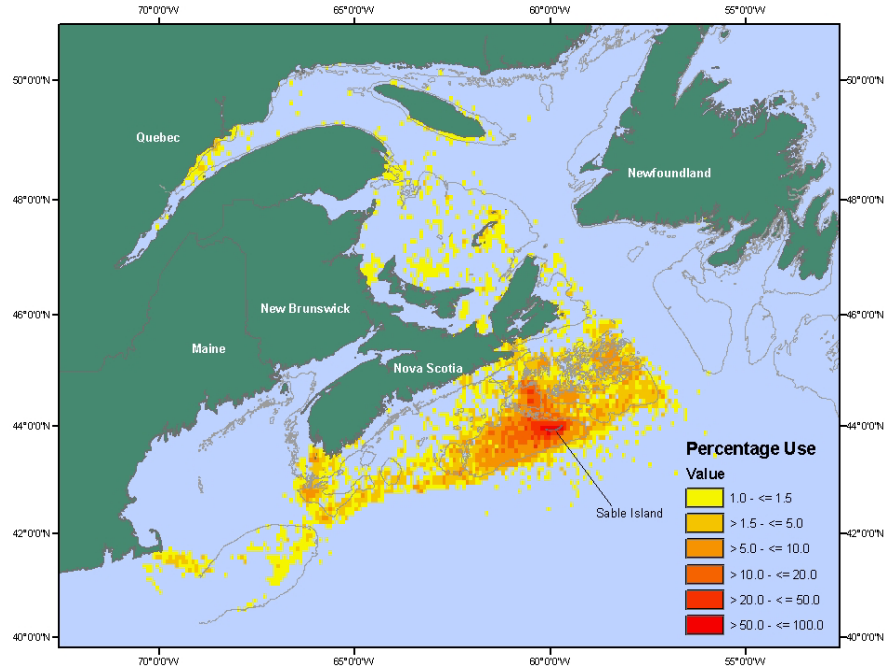 70°0'0"W 65°0'0"W 60°0'0"W 55°0'0"W
50°0'0"N 50°0'0"N
Quebec
Newfoundland
48°0'0"N 48°0'0"N
New Brunswick
46°0'0"N 46°0'0"N
Maine
Nova Scotia
44°0'0"N 44°0'0"N
Percentage Use
Value
1.0 - <= 1.5
Sable Island
> 1.5 - <= 5.0
42°0'0"N 42°0'0"N
> 5.0 - <= 10.0
> 10.0 - <= 20.0
> 20.0 - <= 50.0
> 50.0 - <= 100.0
40°0'0"N 40°0'0"N
70°0'0"W 65°0'0"W 60°0'0"W 55°0'0"W